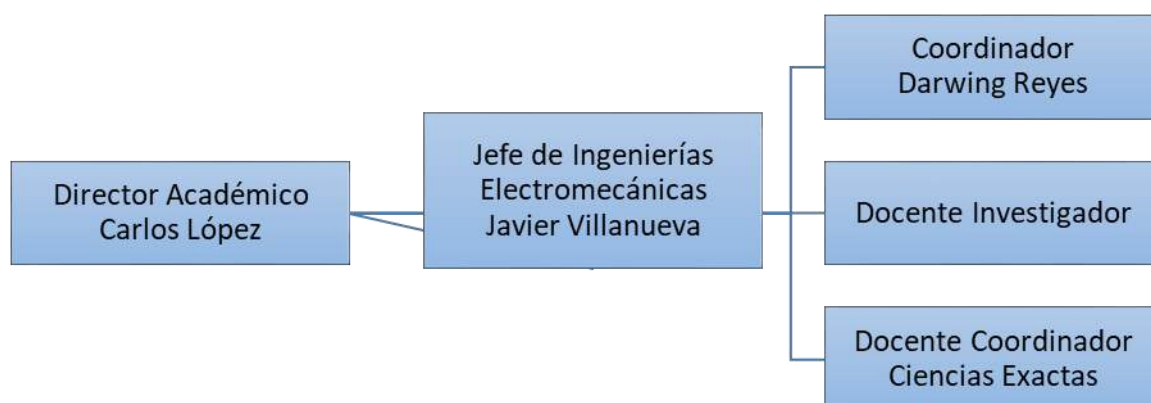 Director Académico
Carlos López
Jefe de Ingenierías
Electromecánicas
Javier Villanueva
Coordinador
Darwing Reyes
Docente Investigador
Docente Coordinador
Ciencias Exactas